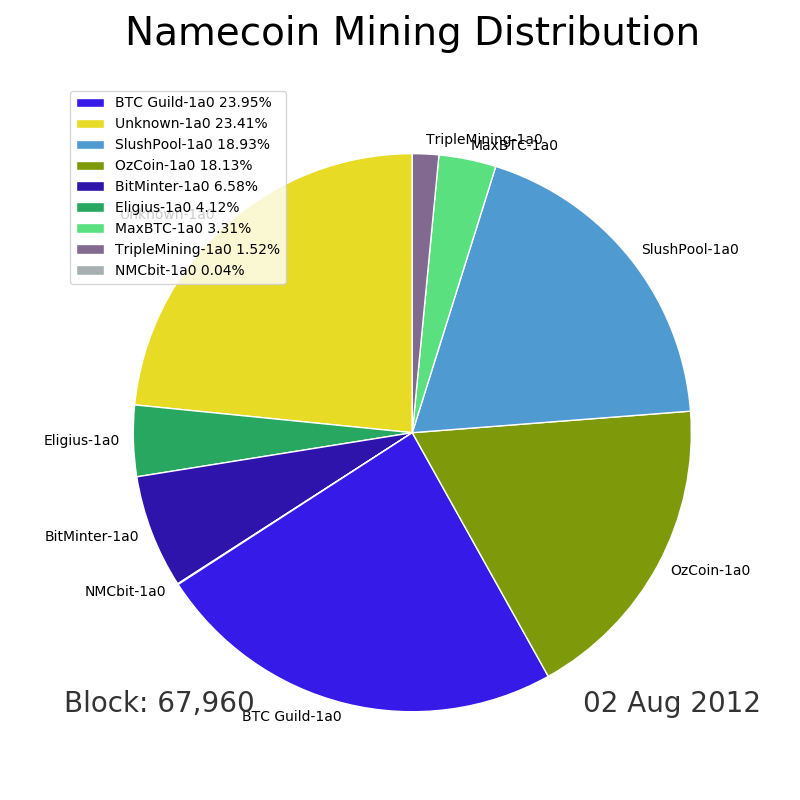 Namecoin Mining Distribution
BTC Guild-1a0 23.95%
Unknown-1a0 23.41%
SlushPool-1a0 18.93%
OzCoin-1a0 18.13%
BitMinter-1a0 6.58%
Eligius-1a0 4.12%
MaxBTC-1a0 3.31%
TripleMining-1a0 1.52%
NMCbit-1a0 0.04%
TripleMining-1a0
MaxBTC-1a0
Unknown-1a0
SlushPool-1a0
Eligius-1a0
BitMinter-1a0
OzCoin-1a0
NMCbit-1a0
BTC Guild-1a0
Block: 67,960
02 Aug 2012